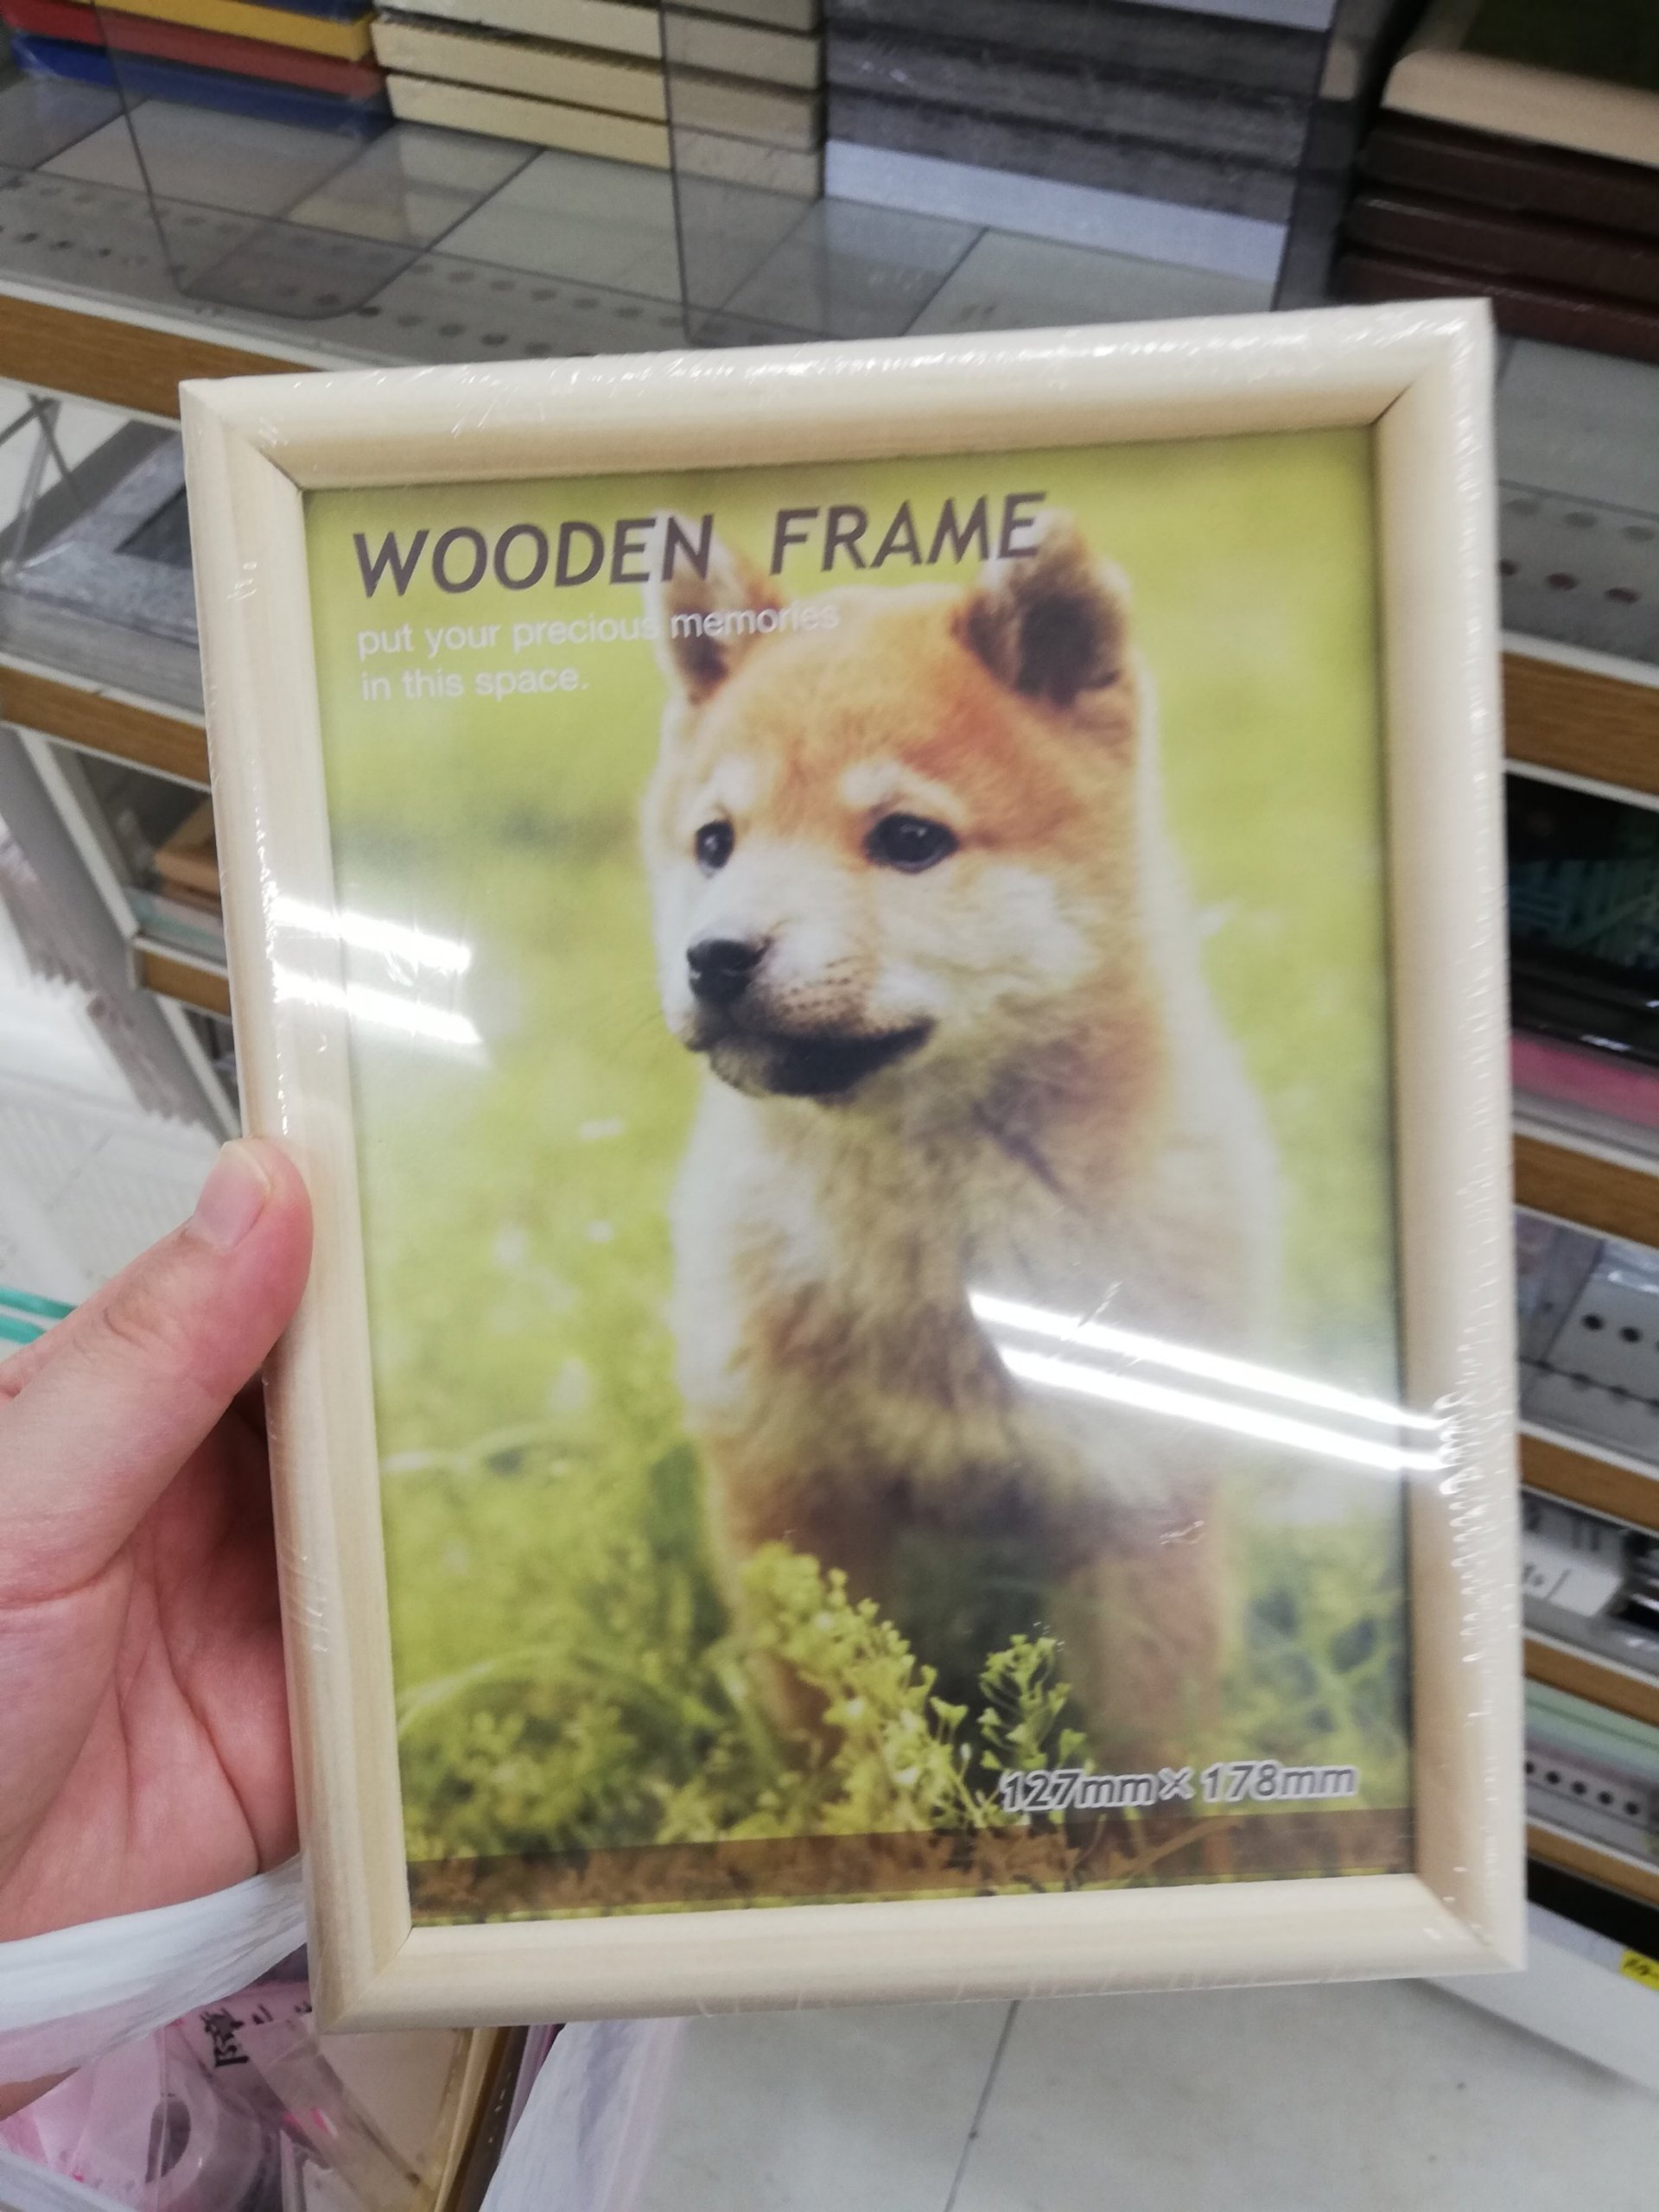 WOODEN FRAME
put your precious memories
in this space.
127mm×178mm